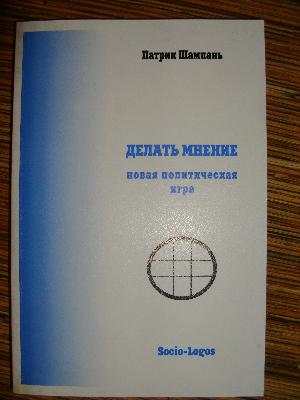 Патрик Шампань
ДЕЛАТЬ МНЕНИЕ
новая политическая
игра
Socio-Logos